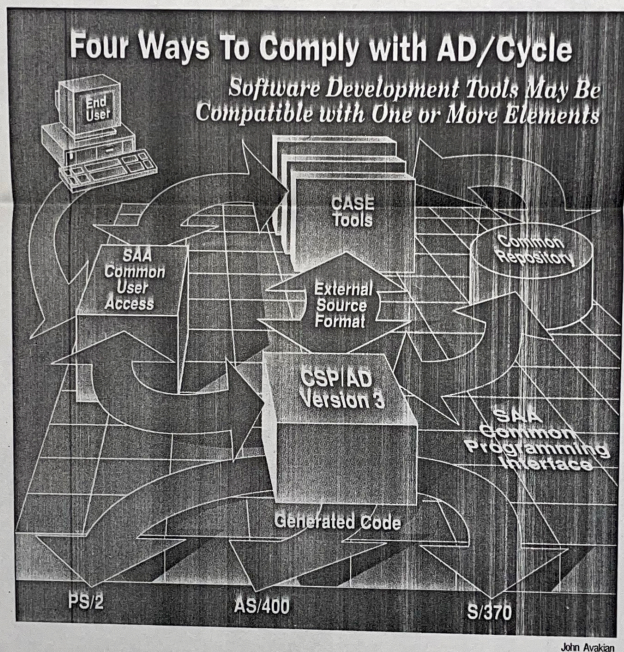 Four Ways To Comply with AD/Cycle
Software Development Tools May Be
Compatible with One or More Elements
End
User
CASE
Tools
Common
Repository
SAA
Common
User
Access
External
Source
Format
CSP/AD
Version 3
SAA
Common
Programming
Interface
Generated Code
PS/2
AS/400
S/370
John Avakian